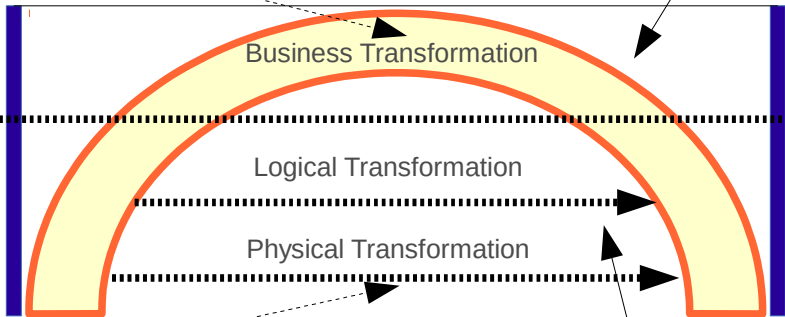 Business Transformation
Logical Transformation
Physical Transformation